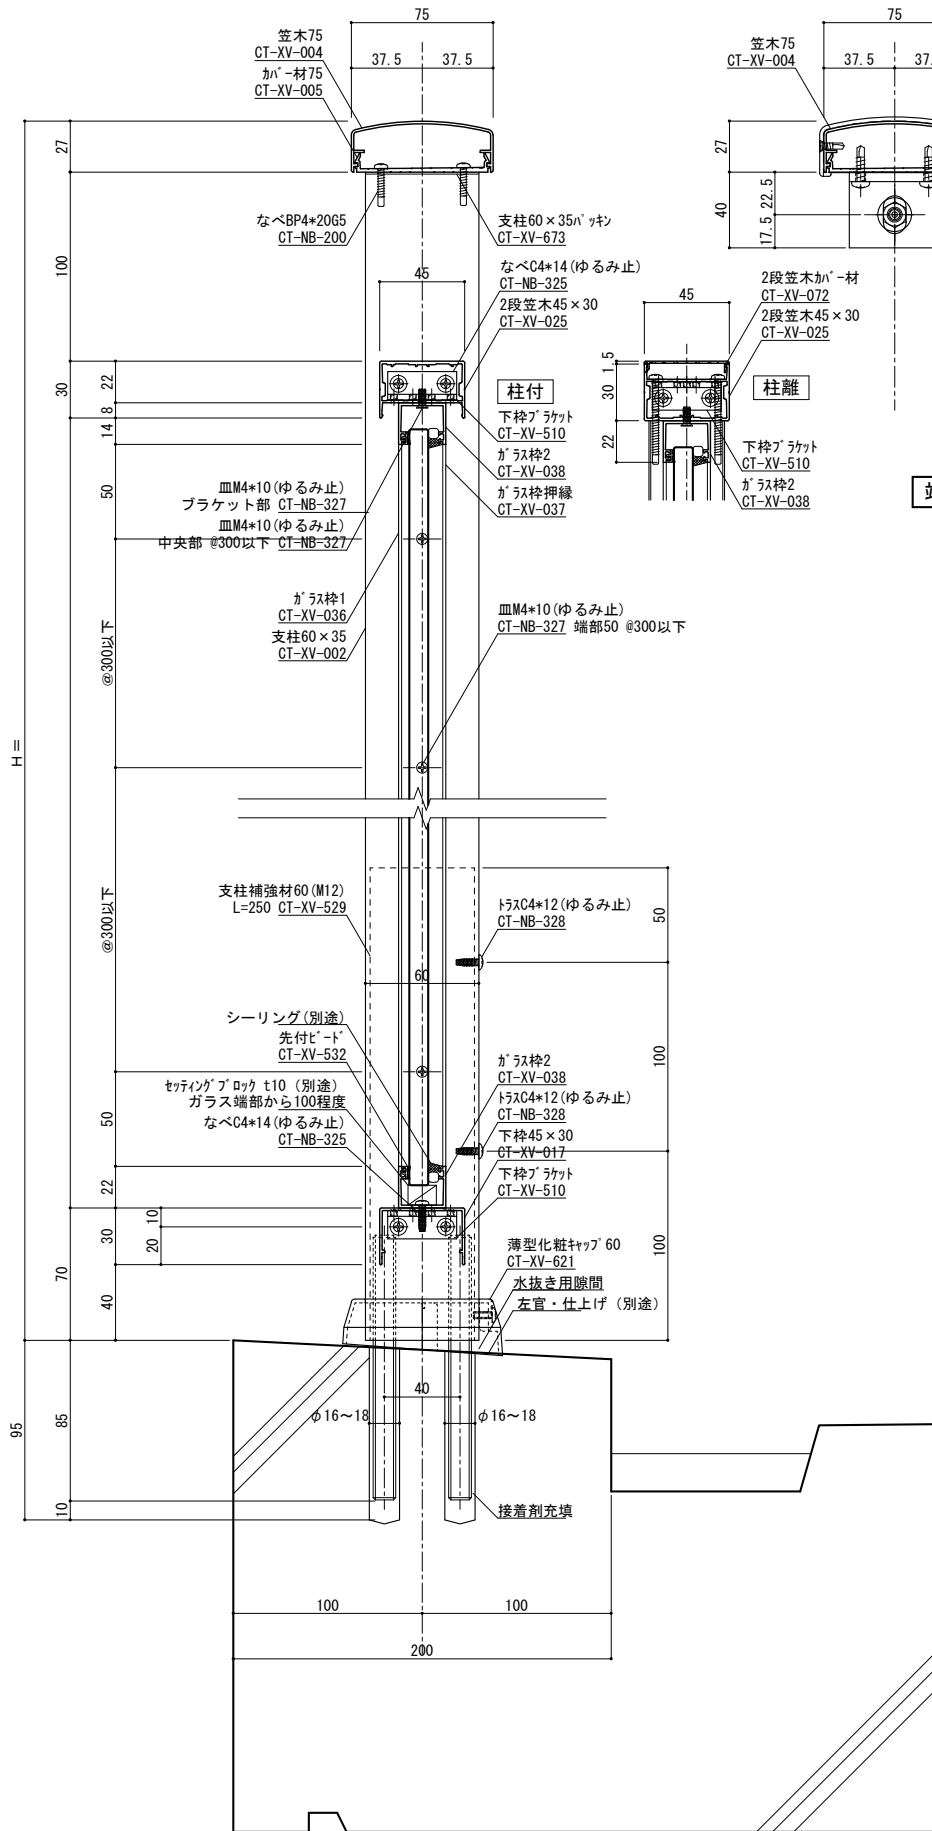 75
37.5 37.5
笠木75
CT-XV-004
ｶﾊﾞｰ材75
CT-XV-005
27
100
なべBP4*20G5
CT-NB-200
支柱60×35ﾊﾟｯｷﾝ
CT-XV-673
なべC4*14(ゆるみ止)
CT-NB-325
45
2段笠木45×30
CT-XV-025
30
22
8
14
柱付
下枠ﾌﾞﾗｹｯﾄ
CT-XV-510
ｶﾞﾗｽ枠2
CT-XV-038
ｶﾞﾗｽ枠押縁
CT-XV-037
50
皿M4*10(ゆるみ止)
ブラケット部 CT-NB-327
皿M4*10(ゆるみ止)
中央部 @300以下 CT-NB-327
ｶﾞﾗｽ枠1
CT-XV-036
支柱60×35
CT-XV-002
皿M4*10(ゆるみ止)
CT-NB-327 端部50 @300以下
@300以下
H=
75
37.5 37.
笠木75
CT-XV-004
27
40
22.5
17.5
45
2段笠木ｶﾊﾞｰ材
CT-XV-072
2段笠木45×30
CT-XV-025
1.5
30
22
柱離
下枠ﾌﾞﾗｹｯﾄ
CT-XV-510
ｶﾞﾗｽ枠2
CT-XV-038
@300以下
支柱補強材60(M12)
L=250 CT-XV-529
ﾄﾗｽC4*12(ゆるみ止)
CT-NB-328
50
60
100
シーリング(別途)
先付ﾋﾞｰﾄﾞ
CT-XV-532
ｾｯﾃｨﾝｸﾞﾌﾞﾛｯｸ t10 (別途)
ガラス端部から100程度
なべC4*14(ゆるみ止)
CT-NB-325
ｶﾞﾗｽ枠2
CT-XV-038
ﾄﾗｽC4*12(ゆるみ止)
CT-NB-328
下枠45×30
CT-XV-017
下枠ﾌﾞﾗｹｯﾄ
CT-XV-510
50
22
10
30
20
40
70
100
薄型化粧ｷｬｯﾌﾟ60
CT-XV-621
水抜き用隙間
左官・仕上げ (別途)
40
φ16～18 φ16～18
95
85
10
接着剤充填
100 100
200